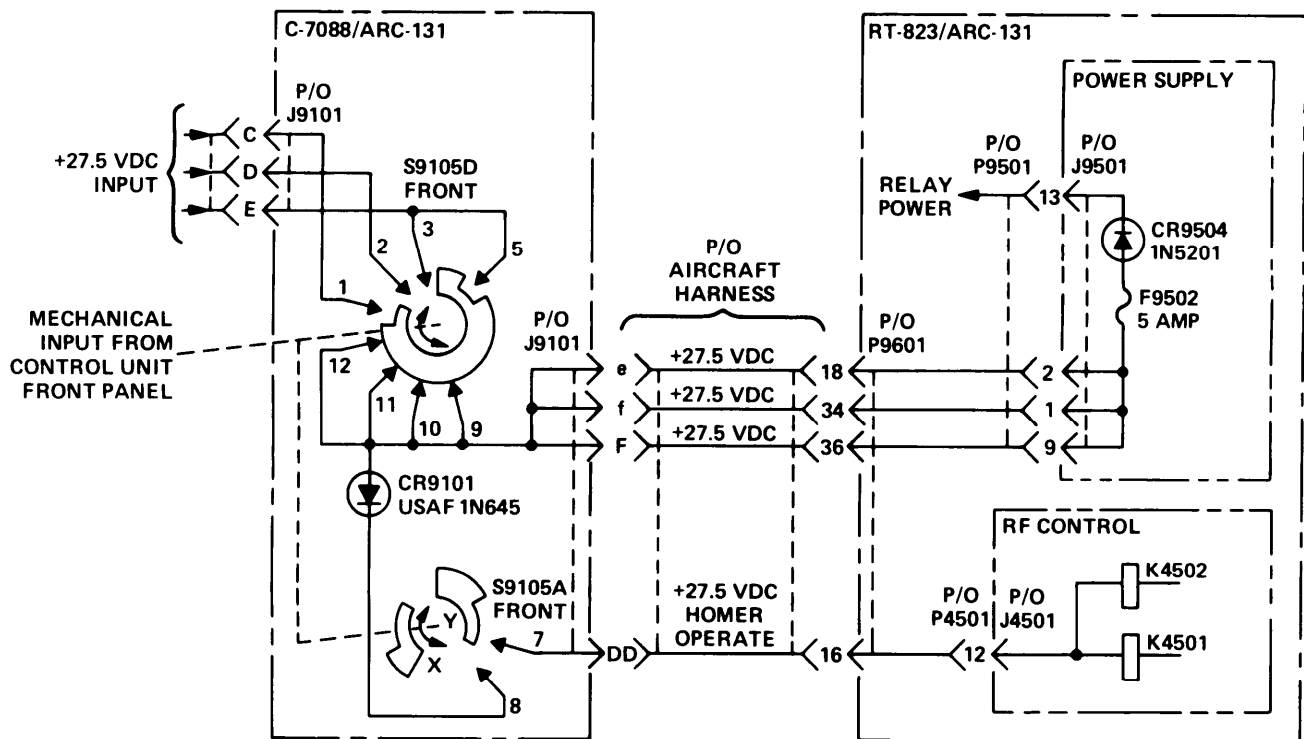 C-7088/ARC-131
RT-823/ARC-131
POWER SUPPLY
P/O
J9101
+27.5 VDC
INPUT
C
D
E
S9105D
FRONT
1
2
3
5
12
11
10
9
MECHANICAL
INPUT FROM
CONTROL UNIT
FRONT PANEL
P/O
J9101
P/O
AIRCRAFT
HARNESS
P/O
P9601
P/O
P9501
P/O
J9501
RELAY
POWER
13
CR9504
1N5201
F9502
5 AMP
e
+27.5 VDC
18
2
f
+27.5 VDC
34
1
F
+27.5 VDC
36
9
CR9101
USAF 1N645
S9105A
FRONT
Y
X
7
8
DD
+27.5 VDC
HOMER
OPERATE
16
RF CONTROL
P/O
P4501
P/O
J4501
12
K4502
K4501